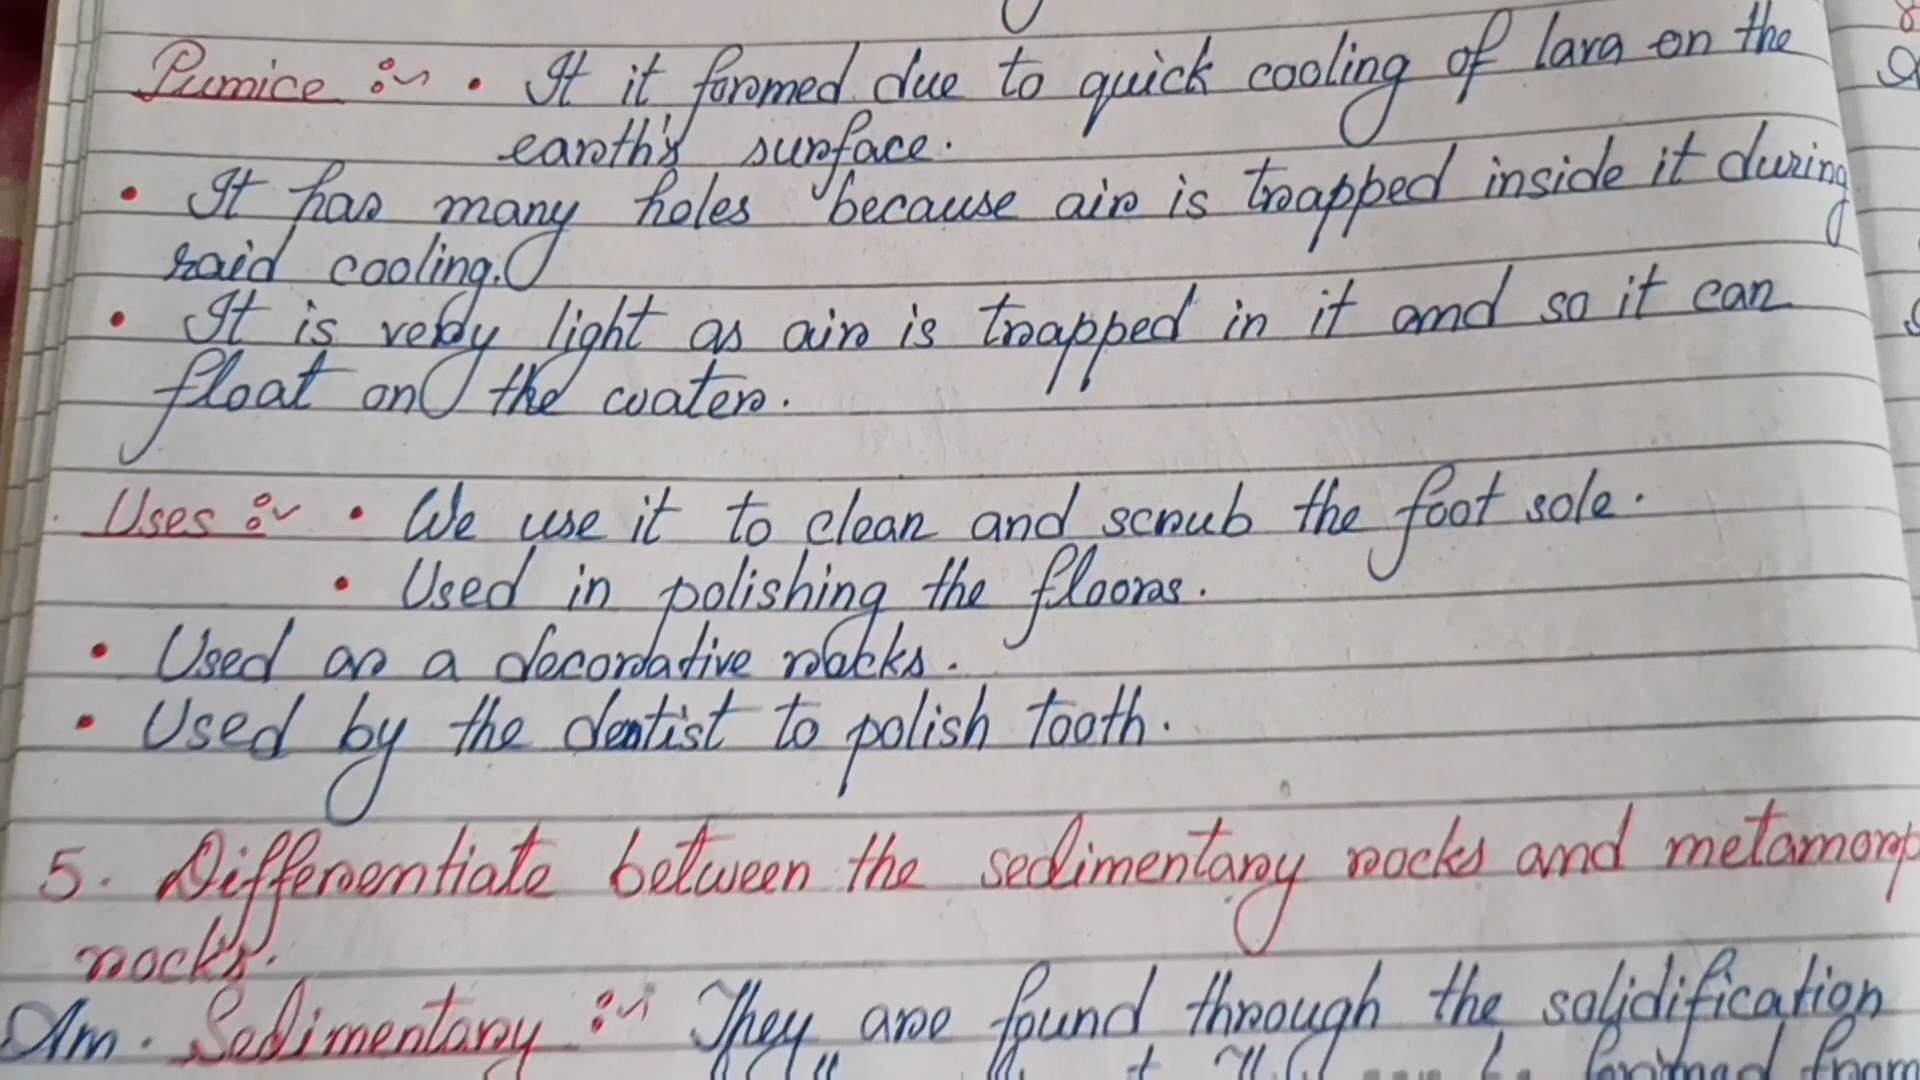 Pumice :~ • It it formed due to quick cooling of lava on the
earth's surface.
• It has many holes because air is trapped inside it during
raid cooling.
• It is very light as air is trapped in it and so it can
float on the water.
Uses :~ • We use it to clean and scrub the foot sole.
• Used in polishing the floors.
• Used as a decorative rocks.
• Used by the dentist to polish tooth.
5. Differentiate between the sedimentary rocks and metamorp
rocks.
Am. Sedimentary :~ They are found through the solidification
formed from